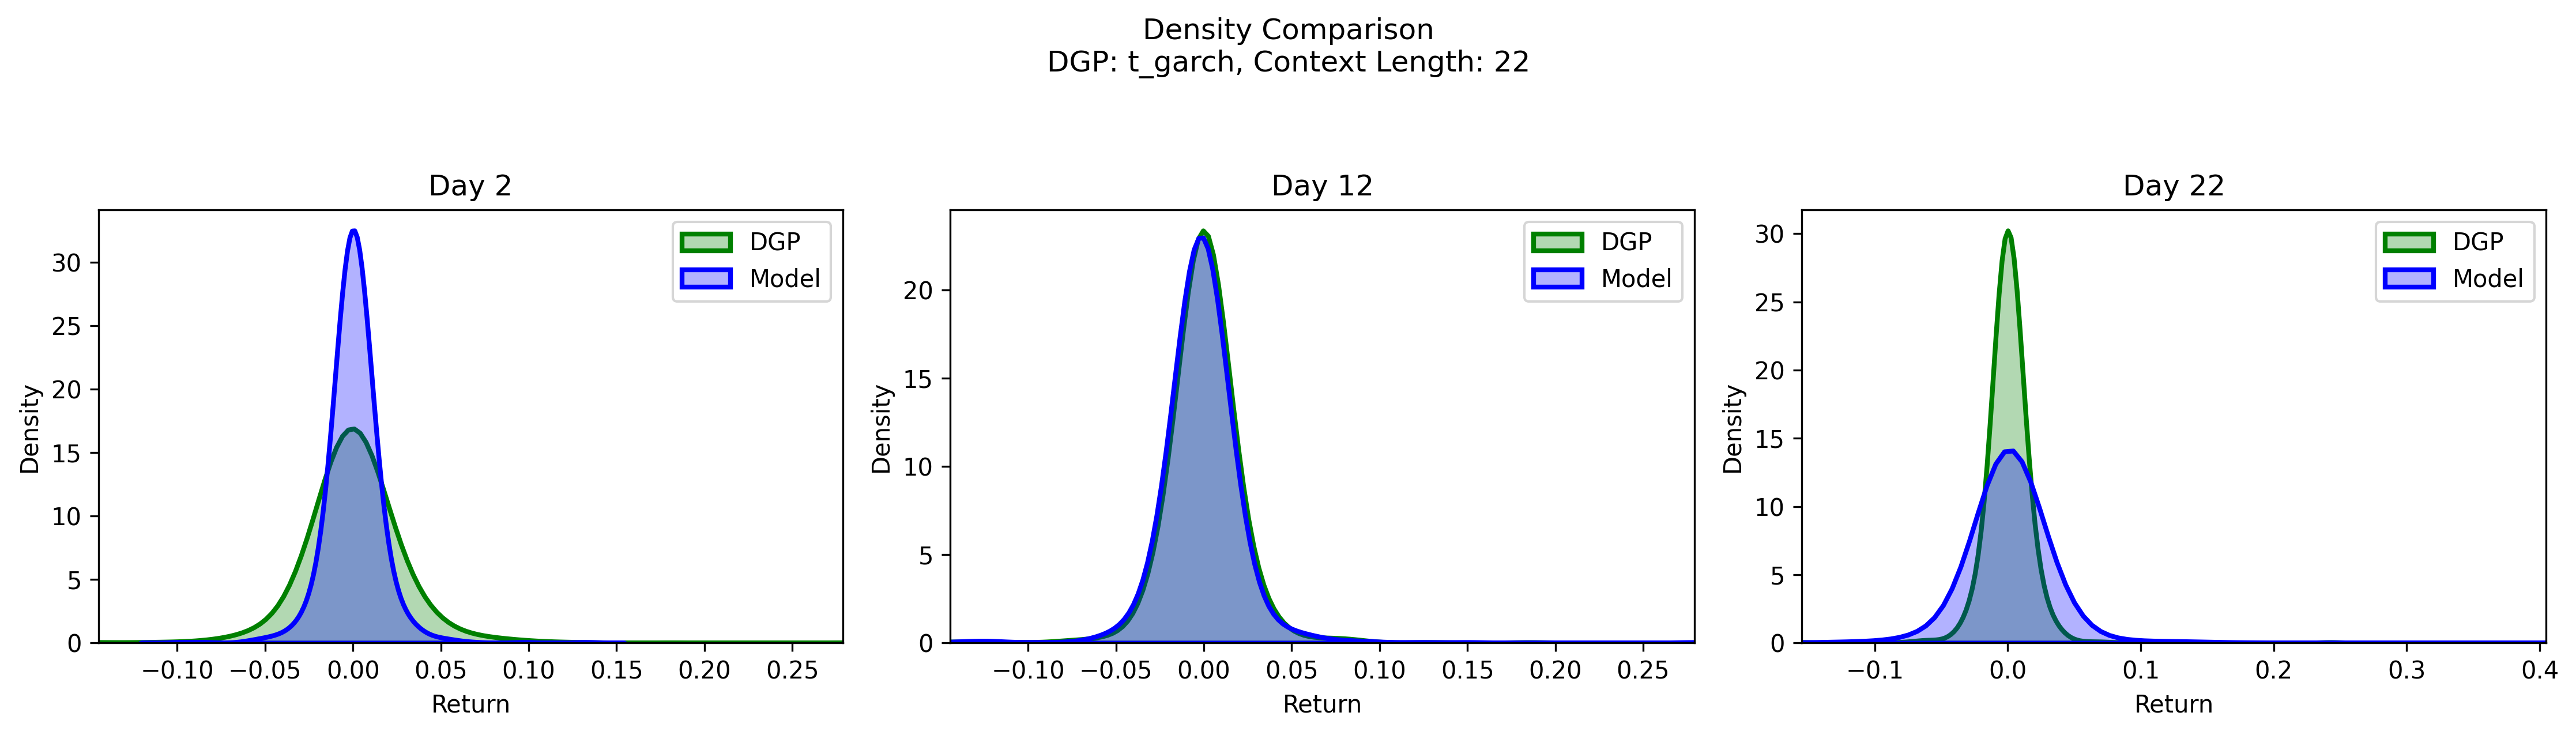 Density Comparison
DGP: t_garch, Context Length: 22
Day 2
Density
30
25
20
15
10
5
0
−0.10 −0.05 0.00 0.05 0.10 0.15 0.20 0.25
Return
DGP
Model
Day 12
Density
20
15
10
5
0
−0.10 −0.05 0.00 0.05 0.10 0.15 0.20 0.25
Return
DGP
Model
Day 22
Density
30
25
20
15
10
5
0
−0.1 0.0 0.1 0.2 0.3 0.4
Return
DGP
Model